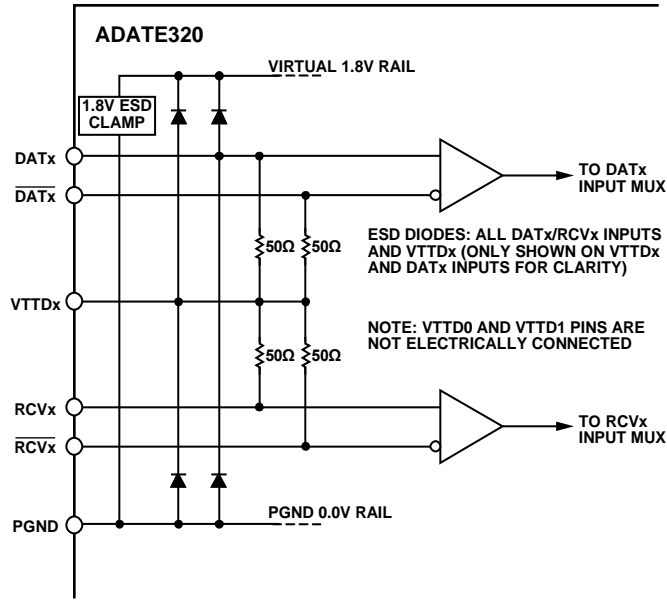 ADATE320
VIRTUAL 1.8V RAIL
1.8V ESD
CLAMP
DATx
TO DATx
INPUT MUX
D̅A̅T̅x̅
ESD DIODES: ALL DATx/RCVx INPUTS
AND VTTDx (ONLY SHOWN ON VTTDx
AND DATx INPUTS FOR CLARITY)
50Ω
50Ω
VTTDx
NOTE: VTTD0 AND VTTD1 PINS ARE
NOT ELECTRICALLY CONNECTED
50Ω
50Ω
RCVx
TO RCVx
INPUT MUX
R̅C̅V̅x̅
PGND 0.0V RAIL
PGND